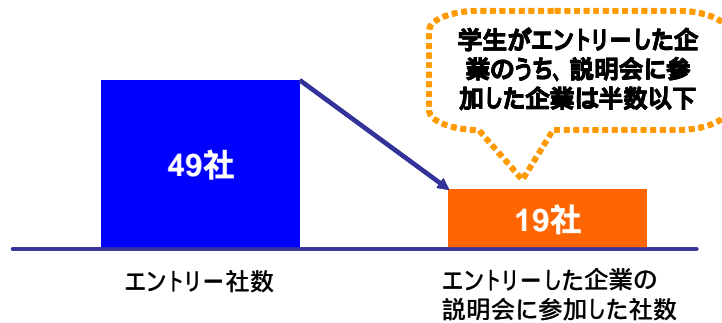 学生がエントリーした企
業のうち、説明会に参
加した企業は半数以下
49社
19社
エントリー社数
エントリーした企業の
説明会に参加した社数